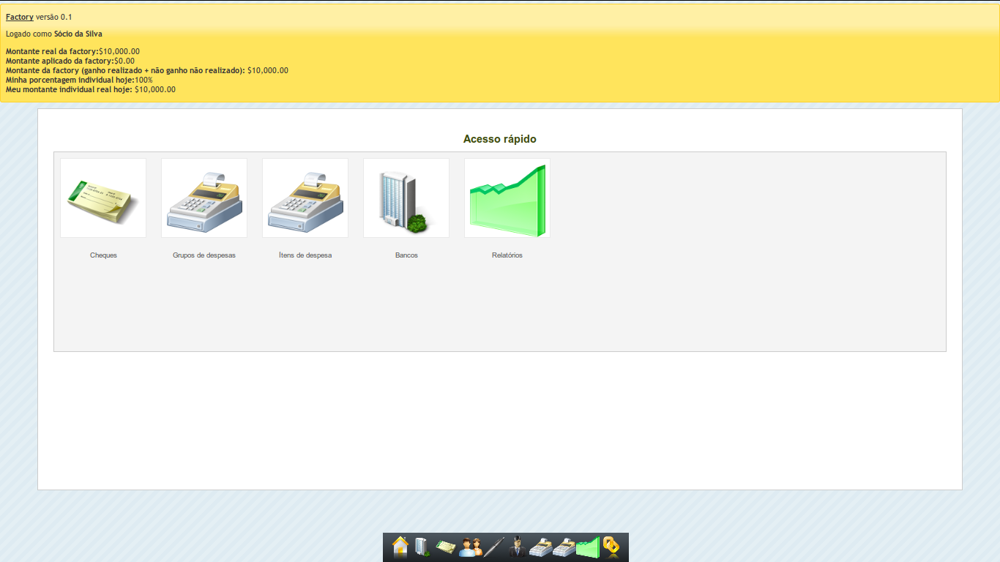 Factory versão 0.1
Logado como Sócio da Silva
Montante real da factory:$10,000.00
Montante aplicado da factory:$0.00
Montante da factory (ganho realizado + não ganho não realizado): $10,000.00
Minha porcentagem individual hoje:100%
Meu montante individual real hoje: $10,000.00
Acesso rápido
Cheques
Grupos de despesas
Ítens de despesa
Bancos
Relatórios